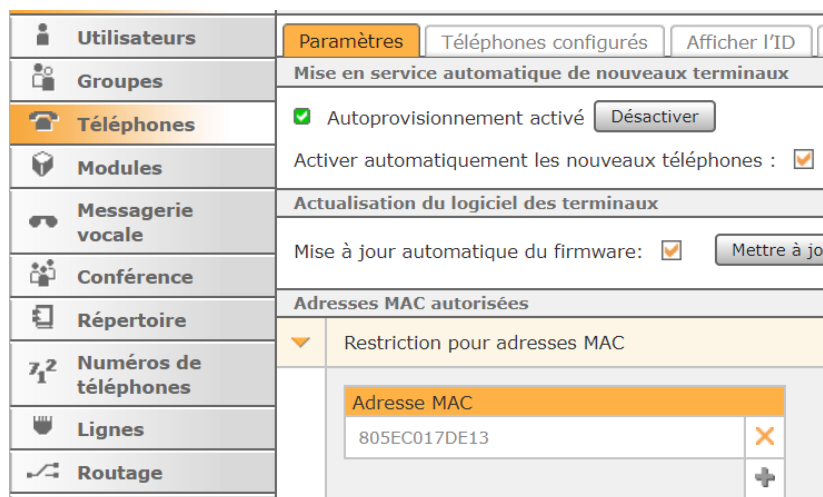 Utilisateurs
Groupes
Téléphones
Modules
Messagerie
vocale
Conférence
Répertoire
Numéros de
téléphones
Lignes
Routage
Paramètres
Téléphones configurés
Afficher l'ID
Mise en service automatique de nouveaux terminaux
Autoprovisionnement activé Désactiver
Activer automatiquement les nouveaux téléphones :
Actualisation du logiciel des terminaux
Mise à jour automatique du firmware: Mettre à jo
Adresses MAC autorisées
Restriction pour adresses MAC
Adresse MAC
805EC017DE13